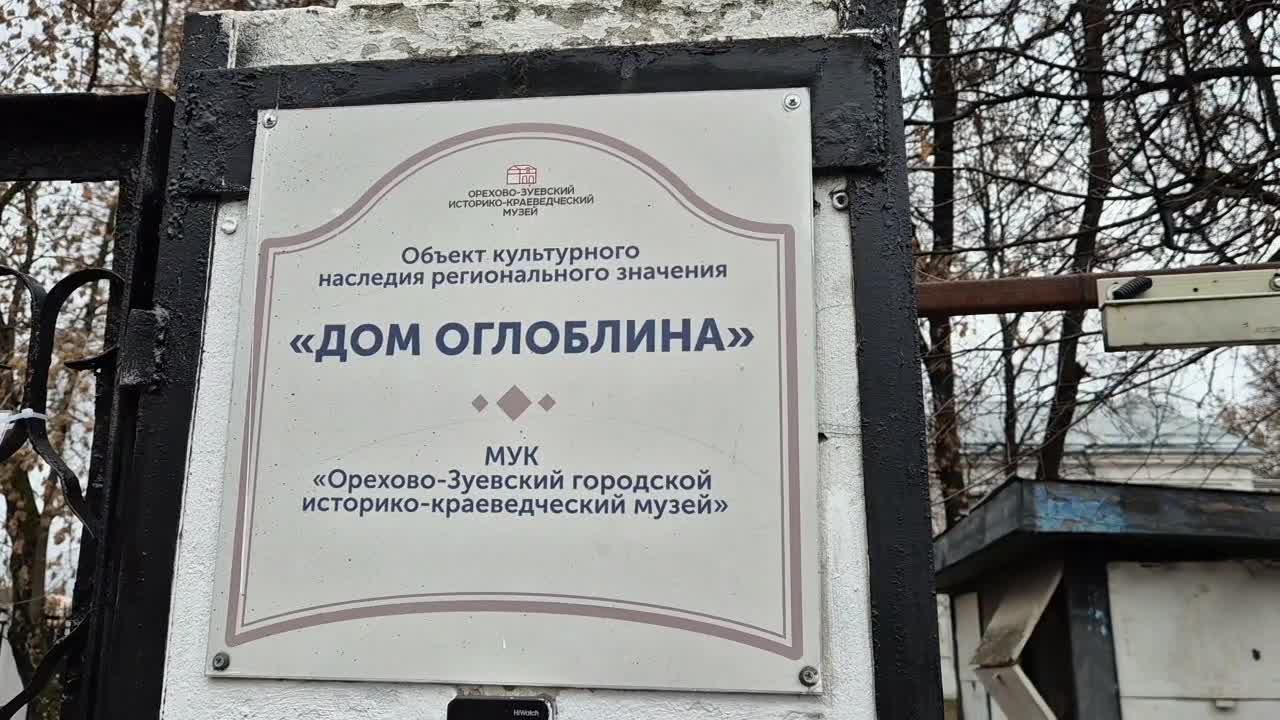 ОРЕХОВО-ЗУЕВСКИЙ
ИСТОРИКО-КРАЕВЕДЧЕСКИЙ
МУЗЕЙ
Объект культурного
наследия регионального значения
«ДОМ ОГЛОБЛИНА»
МУК
«Орехово-Зуевский городской
историко-краеведческий музей»
HiWatch